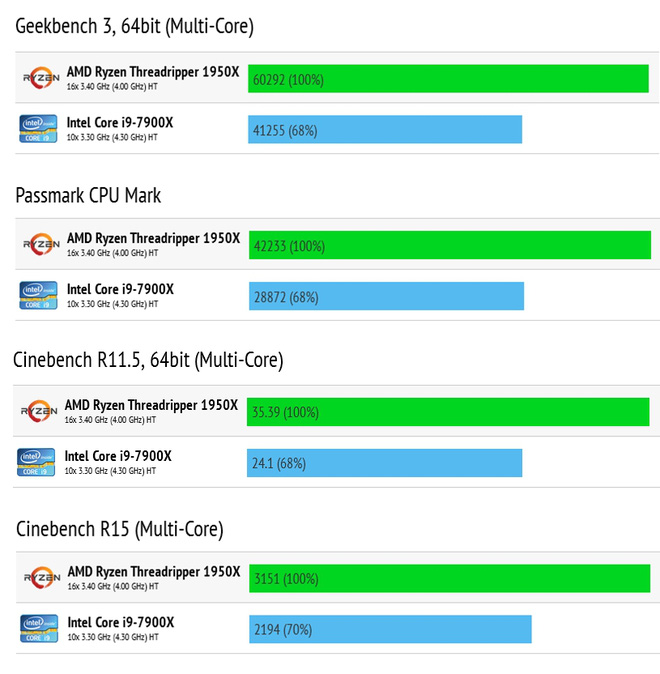 Geekbench 3, 64bit (Multi-Core)
RYZEN
AMD Ryzen Threadripper 1950X
16x 3.40 GHz (4.00 GHz) HT
60292 (100%)
intel
CORE i9
Intel Core i9-7900X
10x 3.30 GHz (4.30 GHz) HT
41255 (68%)
Passmark CPU Mark
RYZEN
AMD Ryzen Threadripper 1950X
16x 3.40 GHz (4.00 GHz) HT
42233 (100%)
intel
CORE i9
Intel Core i9-7900X
10x 3.30 GHz (4.30 GHz) HT
28872 (68%)
Cinebench R11.5, 64bit (Multi-Core)
RYZEN
AMD Ryzen Threadripper 1950X
16x 3.40 GHz (4.00 GHz) HT
35.39 (100%)
intel
CORE i9
Intel Core i9-7900X
10x 3.30 GHz (4.30 GHz) HT
24.1 (68%)
Cinebench R15 (Multi-Core)
RYZEN
AMD Ryzen Threadripper 1950X
16x 3.40 GHz (4.00 GHz) HT
3151 (100%)
intel
CORE i9
Intel Core i9-7900X
10x 3.30 GHz (4.30 GHz) HT
2194 (70%)